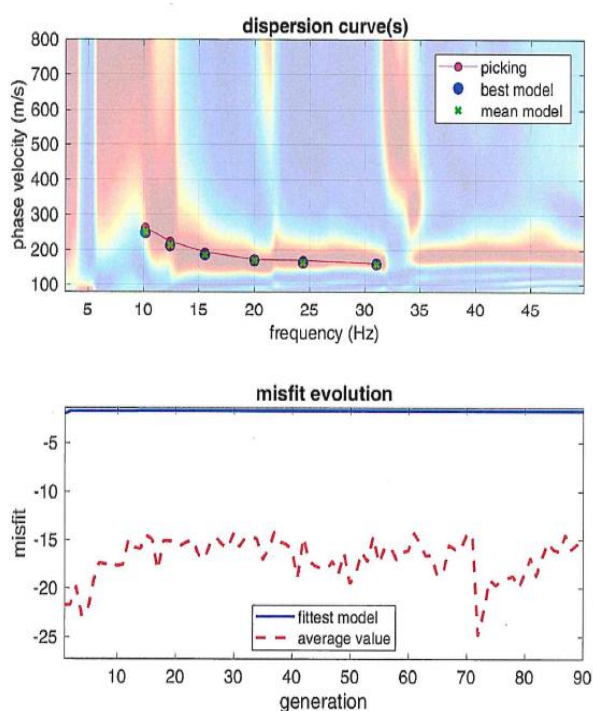 dispersion curve(s)
800
700
600
500
400
300
200
100
phase velocity (m/s)
picking
best model
mean model
5 10 15 20 25 30 35 40 45
frequency (Hz)
misfit evolution
-5
-10
-15
-20
-25
misfit
fittest model
average value
10 20 30 40 50 60 70 80 90
generation